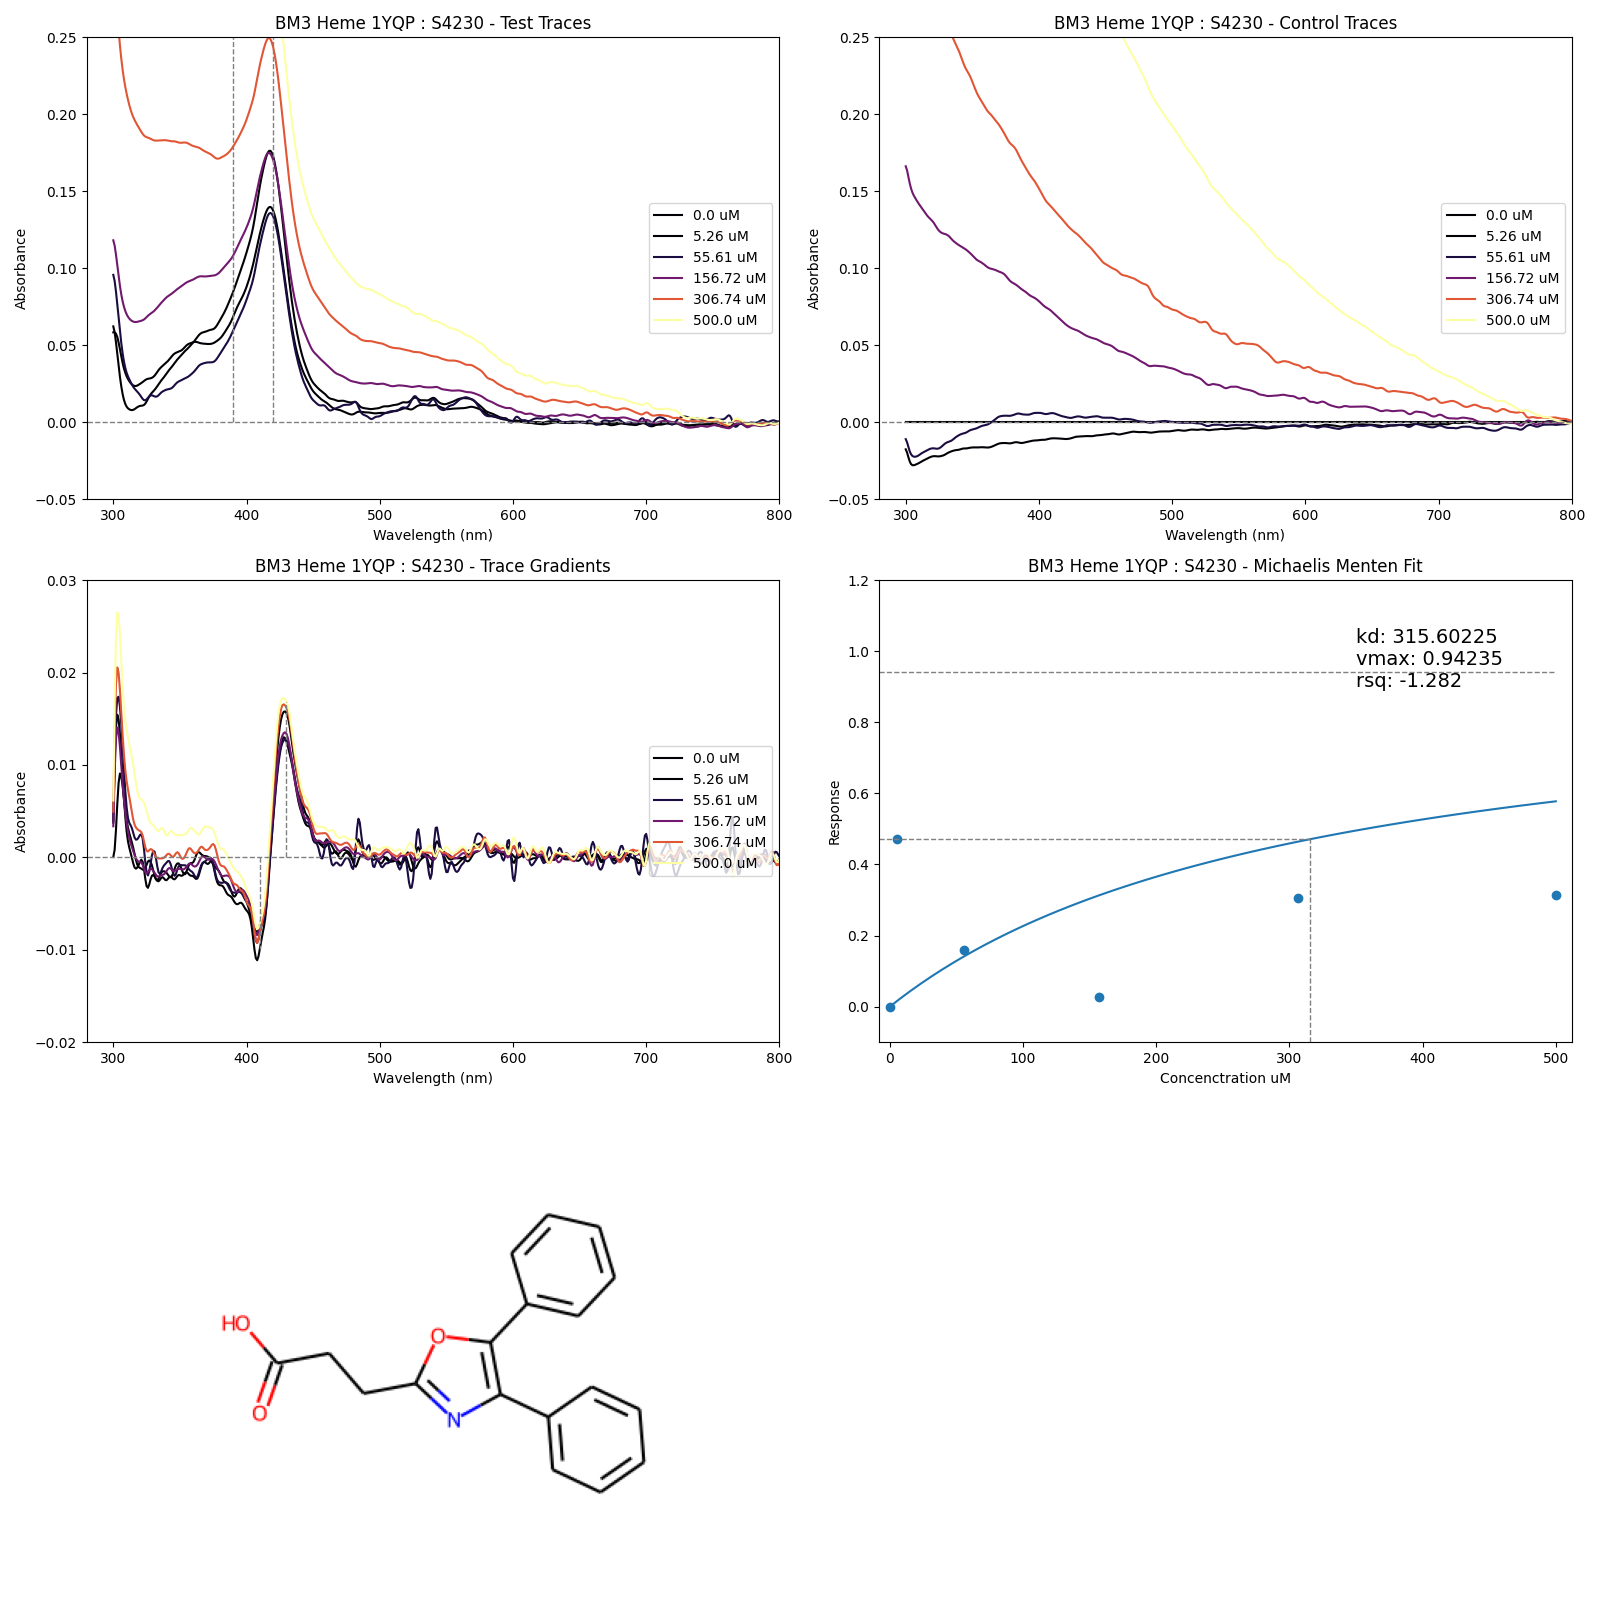 BM3 Heme 1YQP : S4230 - Test Traces
0.25
0.20
0.15
0.10
0.05
0.00
−0.05
Absorbance
300 400 500 600 700 800
Wavelength (nm)
0.0 uM
5.26 uM
55.61 uM
156.72 uM
306.74 uM
500.0 uM
BM3 Heme 1YQP : S4230 - Control Traces
0.25
0.20
0.15
0.10
0.05
0.00
−0.05
Absorbance
300 400 500 600 700 800
Wavelength (nm)
0.0 uM
5.26 uM
55.61 uM
156.72 uM
306.74 uM
500.0 uM
BM3 Heme 1YQP : S4230 - Trace Gradients
0.03
0.02
0.01
0.00
−0.01
−0.02
Absorbance
300 400 500 600 700 800
Wavelength (nm)
0.0 uM
5.26 uM
55.61 uM
156.72 uM
306.74 uM
500.0 uM
BM3 Heme 1YQP : S4230 - Michaelis Menten Fit
1.2
1.0
0.8
0.6
0.4
0.2
0.0
Response
0 100 200 300 400 500
Concenctration uM
kd: 315.60225
vmax: 0.94235
rsq: -1.282
HO
O
O
N